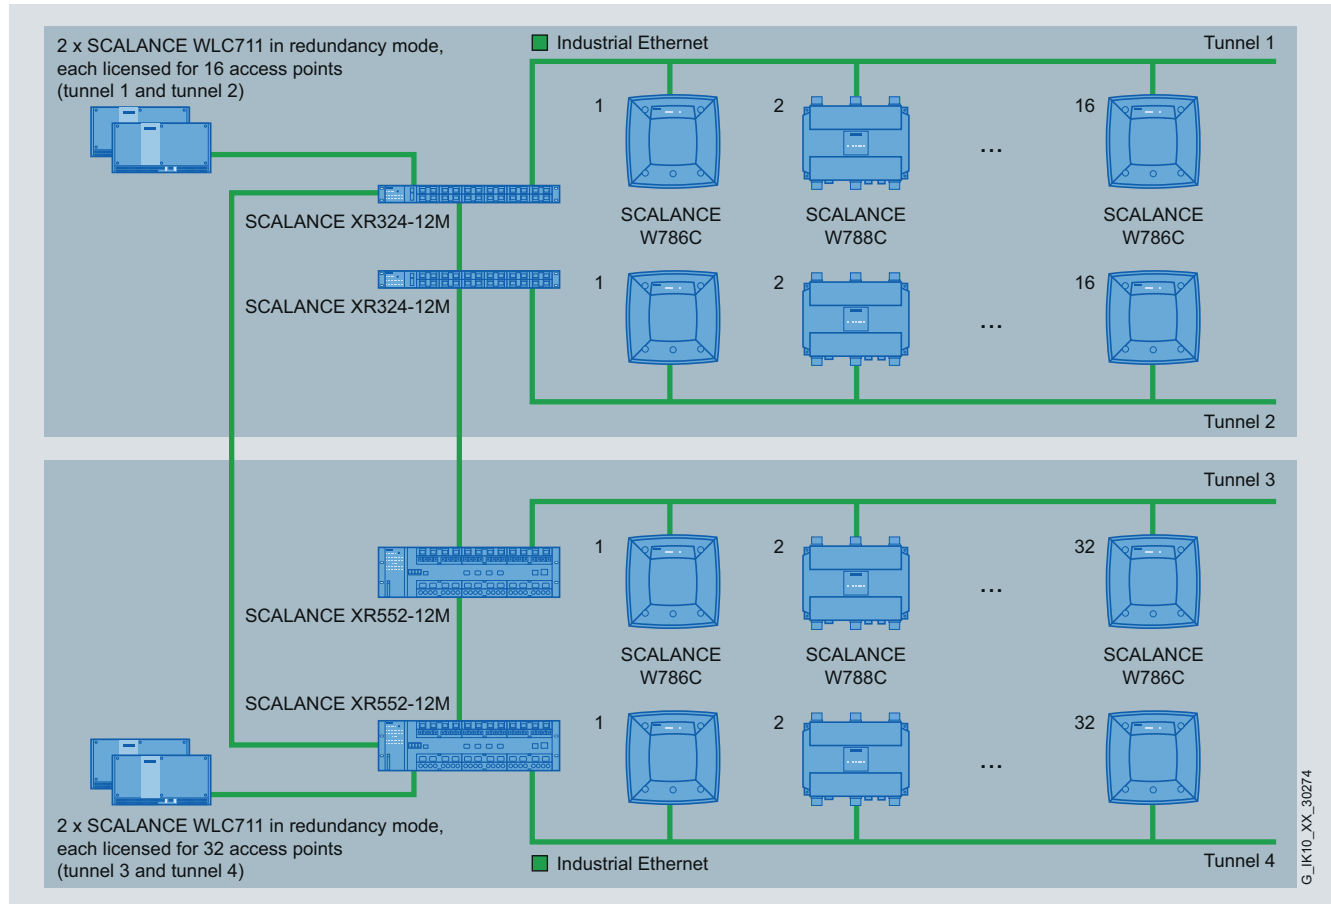 2 x SCALANCE WLC711 in redundancy mode,
each licensed for 16 access points
(tunnel 1 and tunnel 2)
Industrial Ethernet
Tunnel 1
1
2
...
16
SCALANCE XR324-12M
SCALANCE
W786C
SCALANCE
W788C
SCALANCE
W786C
SCALANCE XR324-12M
1
2
...
16
Tunnel 2
Tunnel 3
1
2
...
32
SCALANCE XR552-12M
SCALANCE
W786C
SCALANCE
W788C
SCALANCE
W786C
SCALANCE XR552-12M
1
2
...
32
2 x SCALANCE WLC711 in redundancy mode,
each licensed for 32 access points
(tunnel 3 and tunnel 4)
Industrial Ethernet
Tunnel 4
G_IK10_XX_30274